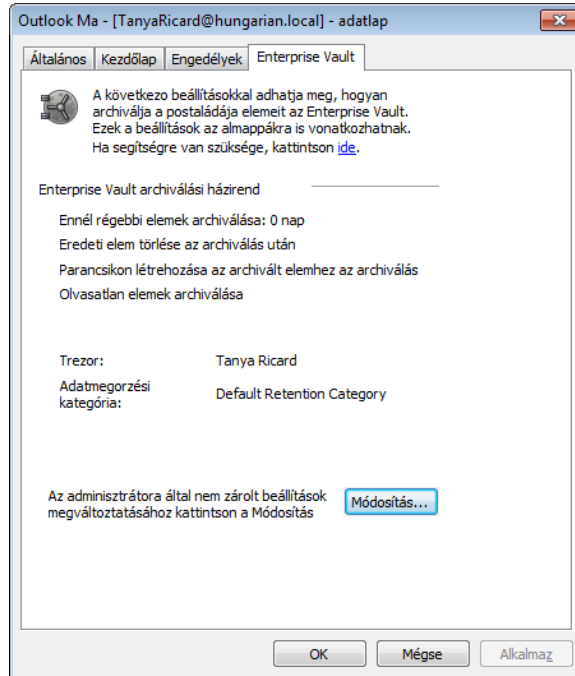 Outlook Ma - [TanyaRicard@hungarian.local] - adatlap
Általános Kezdőlap Engedélyek Enterprise Vault
A következo beállításokkal adhatja meg, hogyan
archiválja a postaládája elemeit az Enterprise Vault.
Ezek a beállítások az almappákra is vonatkozhatnak.
Ha segítségre van szüksége, kattintson ide.
Enterprise Vault archiválási házirend
Ennél régebbi elemek archiválása: 0 nap
Eredeti elem törlése az archiválás után
Parancsikon létrehozása az archivált elemhez az archiválás
Olvasatlan elemek archiválása
Trezor: Tanya Ricard
Adatmegorzési
kategória: Default Retention Category
Az adminisztrátora által nem zárolt beállítások
megváltoztatásához kattintson a Módosítás
Módosítás...
OK Mégse Alkalmaz